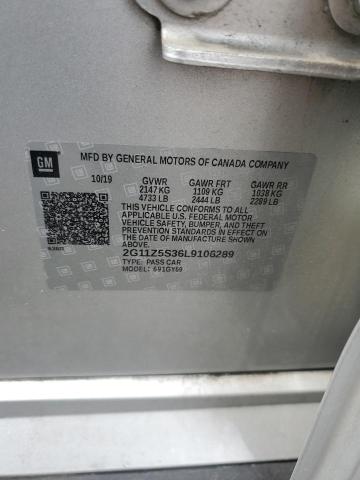 GM
MFD BY GENERAL MOTORS OF CANADA COMPANY
10/19 GVWR GAWR FRT GAWR RR
2147 KG 1109 KG 1038 KG
4733 LB 2444 LB 2289 LB
THIS VEHICLE CONFORMS TO ALL
APPLICABLE U.S. FEDERAL MOTOR
VEHICLE SAFETY, BUMPER, AND THEFT
PREVENTION STANDARDS IN EFFECT ON
THE DATE OF MANUFACTURE SHOWN ABOVE.
2G11Z5S36L9106289
TYPE: PASS CAR
MODEL: 691GY69